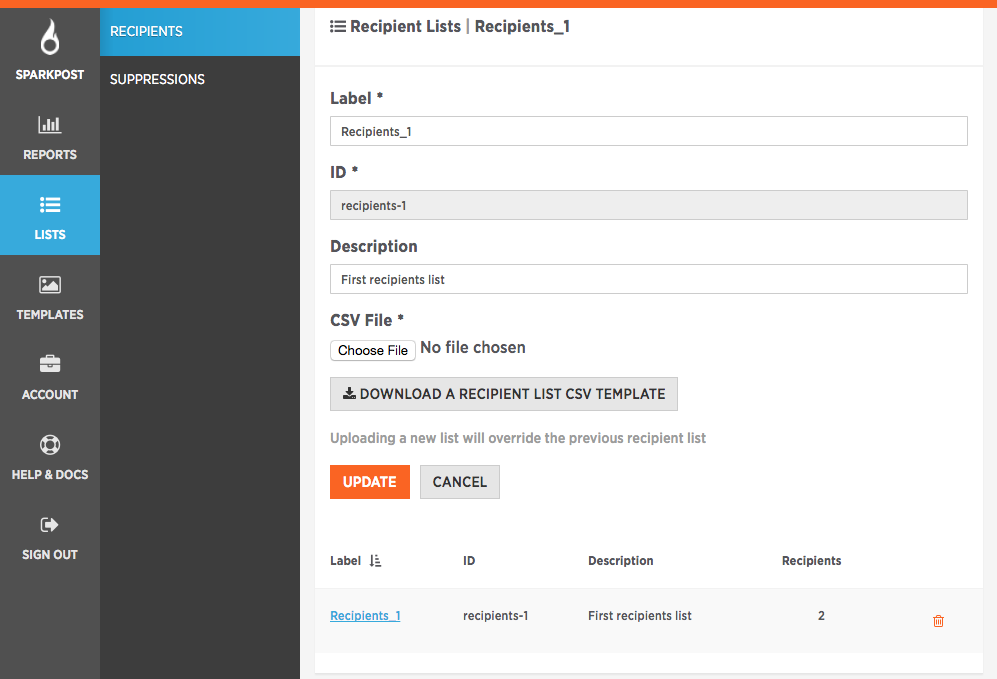 SPARKPOST
REPORTS
LISTS
TEMPLATES
ACCOUNT
HELP & DOCS
SIGN OUT
RECIPIENTS
SUPPRESSIONS
Recipient Lists | Recipients_1
Label *
Recipients_1
ID *
recipients-1
Description
First recipients list
CSV File *
Choose File No file chosen
DOWNLOAD A RECIPIENT LIST CSV TEMPLATE
Uploading a new list will override the previous recipient list
UPDATE CANCEL
Label ID Description Recipients
Recipients_1 recipients-1 First recipients list 2